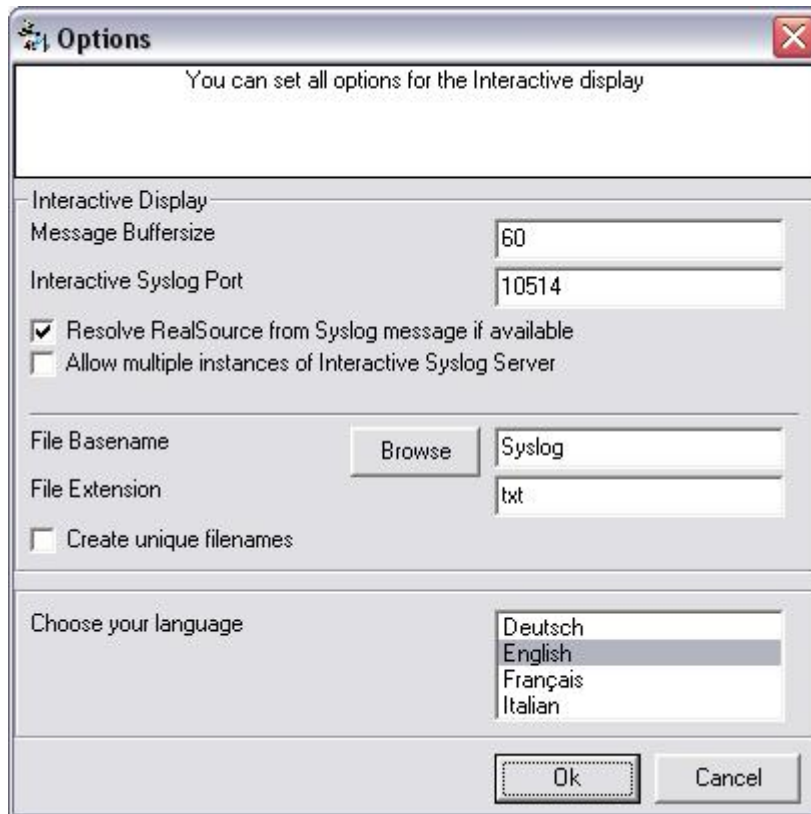 Options
You can set all options for the Interactive display
Interactive Display
Message Buffersize
60
Interactive Syslog Port
10514
Resolve RealSource from Syslog message if available
Allow multiple instances of Interactive Syslog Server
File Basename
Browse
Syslog
File Extension
txt
Create unique filenames
Choose your language
Deutsch
English
Français
Italian
Ok
Cancel